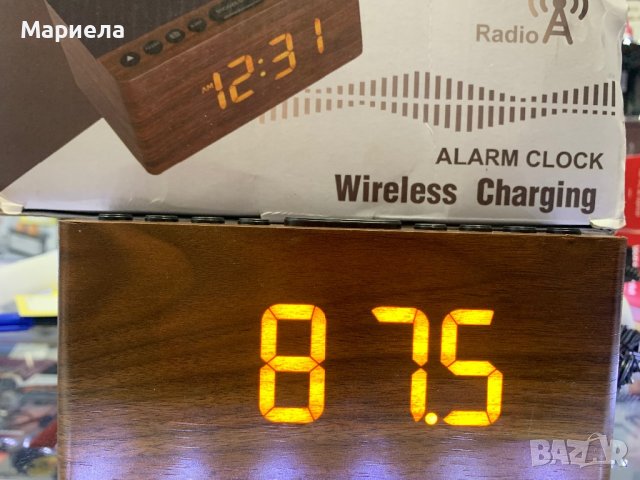 Мариела
AM 12:31
Radio
ALARM CLOCK
Wireless Charging
87.5
BAZAR